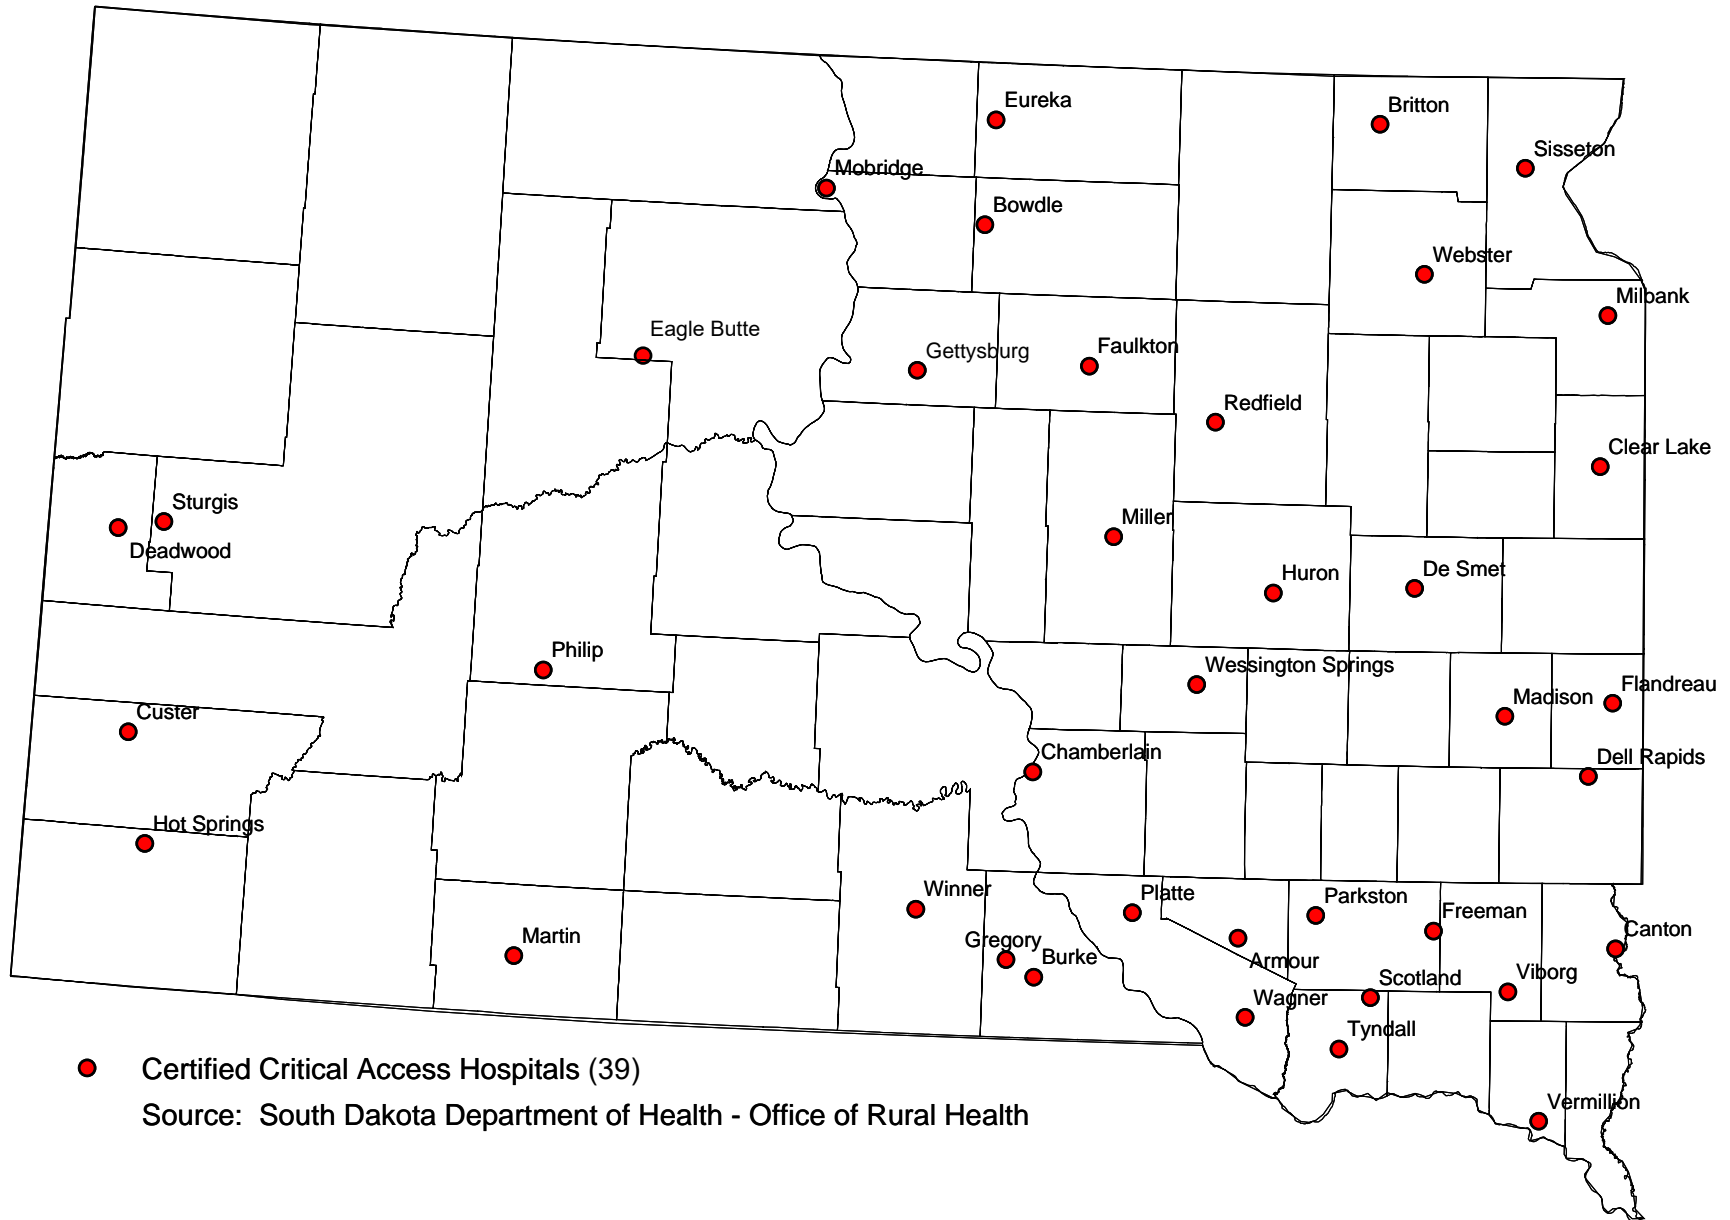 Eureka
Britton
Sisseton
Mobridge
Bowdle
Webster
Milbank
Eagle Butte
Gettysburg
Faulkton
Redfield
Clear Lake
Sturgis
Deadwood
Miller
Huron
De Smet
Philip
Wessington Springs
Madison
Flandreau
Custer
Chamberlain
Dell Rapids
Hot Springs
Winner
Platte
Parkston
Freeman
Canton
Martin
Gregory
Burke
Armour
Scotland
Viborg
Wagner
Tyndall
Vermillion
Certified Critical Access Hospitals (39)
Source: South Dakota Department of Health - Office of Rural Health